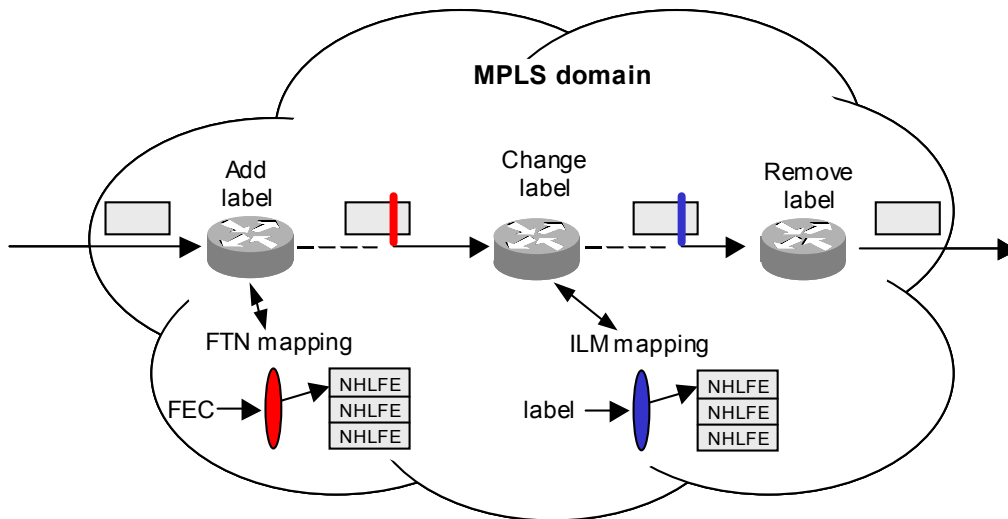 MPLS domain
Add
label
Change
label
Remove
label
FTN mapping
ILM mapping
FEC
NHLFE
NHLFE
NHLFE
label
NHLFE
NHLFE
NHLFE